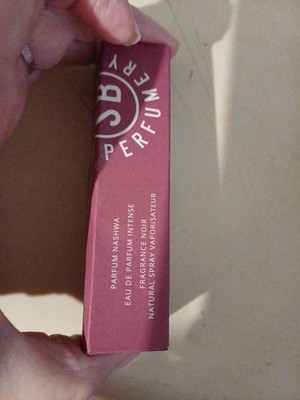 SB
PERFUMERY
PARFUM NASHWA
EAU DE PARFUM INTENSE
FRAGRANCE NOIR
NATURAL SPRAY VAPORISATEUR